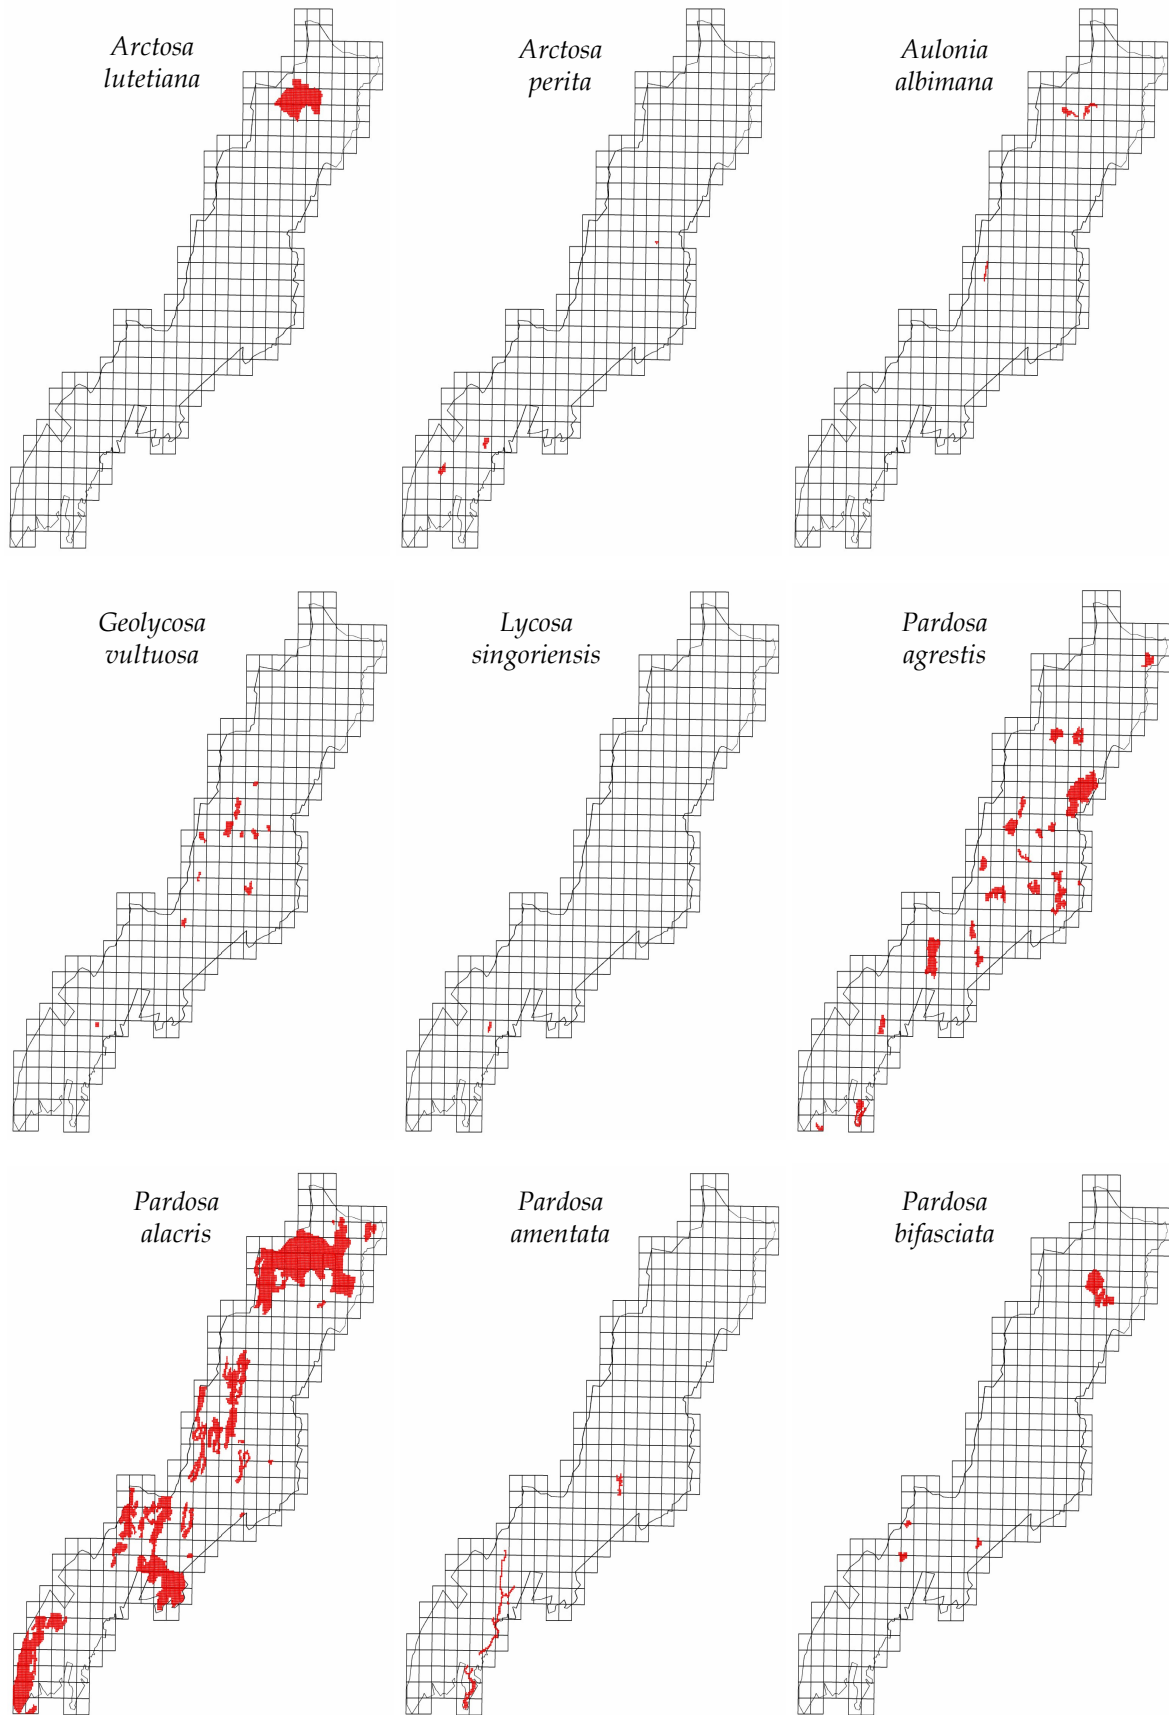 Arctosa
lutetiana
Arctosa
perita
Aulonia
albimana
Geolycosa
vultuosa
Lycosa
singoriensis
Pardosa
agrestis
Pardosa
alacris
Pardosa
amentata
Pardosa
bifasciata